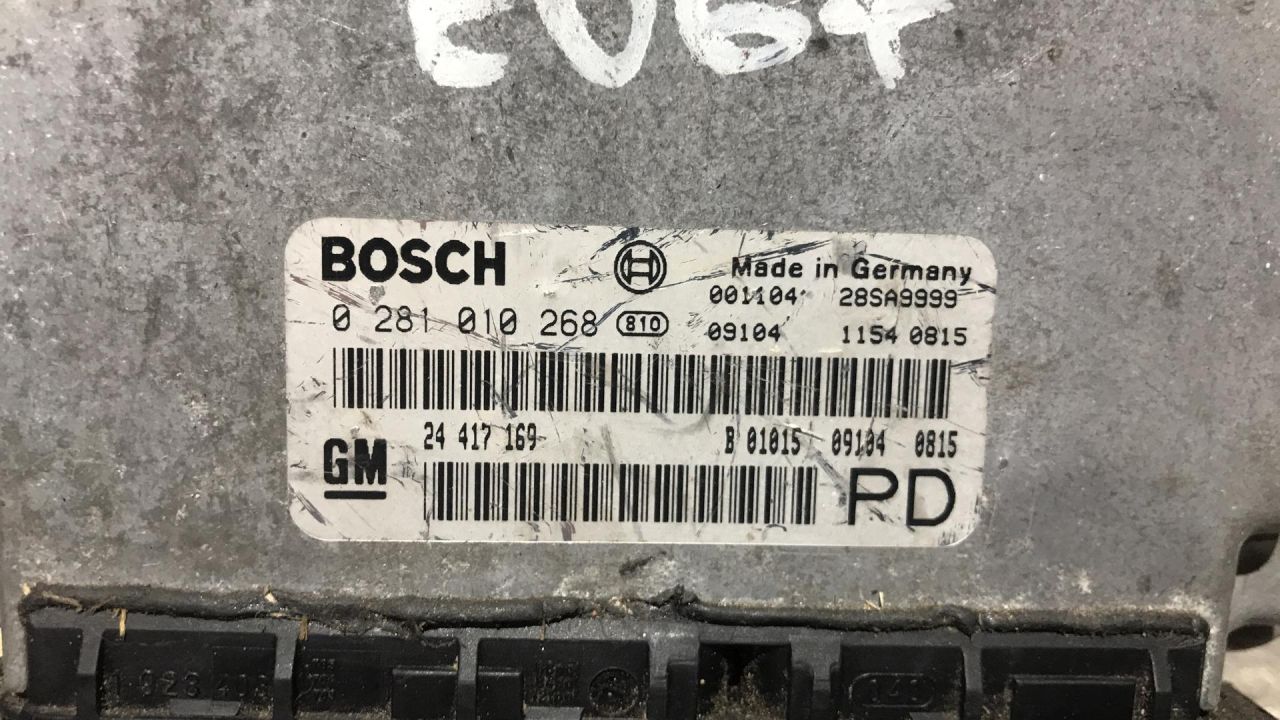 BOSCH Made in Germany
001104 28SA9999
0 281 010 268 810 09104 1154 0815
24 417 169 B 01015 09104 0815
GM PD